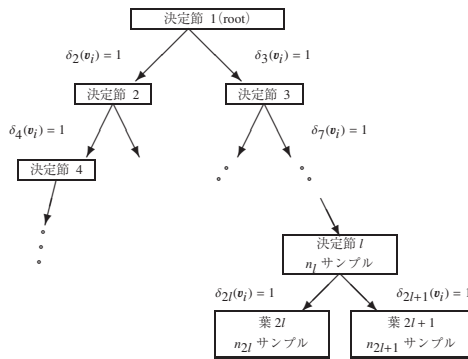 決定節 1(root)
δ2(vi) = 1
δ3(vi) = 1
決定節 2
決定節 3
δ4(vi) = 1
δ7(vi) = 1
決定節 4
決定節 l
nl サンプル
δ2l(vi) = 1
δ2l+1(vi) = 1
葉 2l
n2l サンプル
葉 2l + 1
n2l+1 サンプル